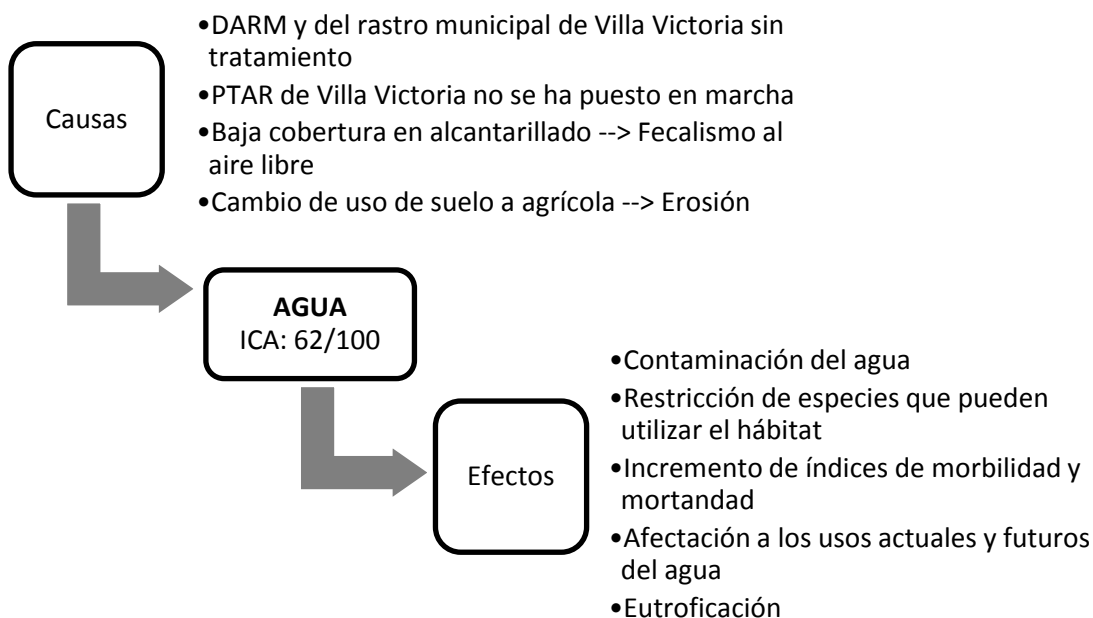 •DARM y del rastro municipal de Villa Victoria sin
tratamiento
•PTAR de Villa Victoria no se ha puesto en marcha
•Baja cobertura en alcantarillado --> Fecalismo al
aire libre
•Cambio de uso de suelo a agrícola --> Erosión
Causas
AGUA
ICA: 62/100
Efectos
•Contaminación del agua
•Restricción de especies que pueden
utilizar el hábitat
•Incremento de índices de morbilidad y
mortandad
•Afectación a los usos actuales y futuros
del agua
•Eutroficación